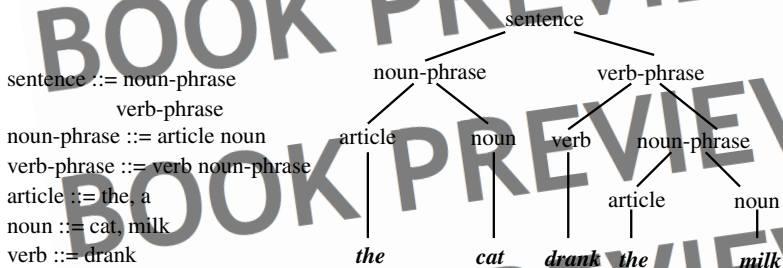 BOOK PREVIEW
sentence ::= noun-phrase
verb-phrase
noun-phrase ::= article noun
verb-phrase ::= verb noun-phrase
article ::= the, a
noun ::= cat, milk
verb ::= drank
sentence
noun-phrase verb-phrase
article noun verb noun-phrase
article noun
the cat drank the milk
BOOK PREVIEW